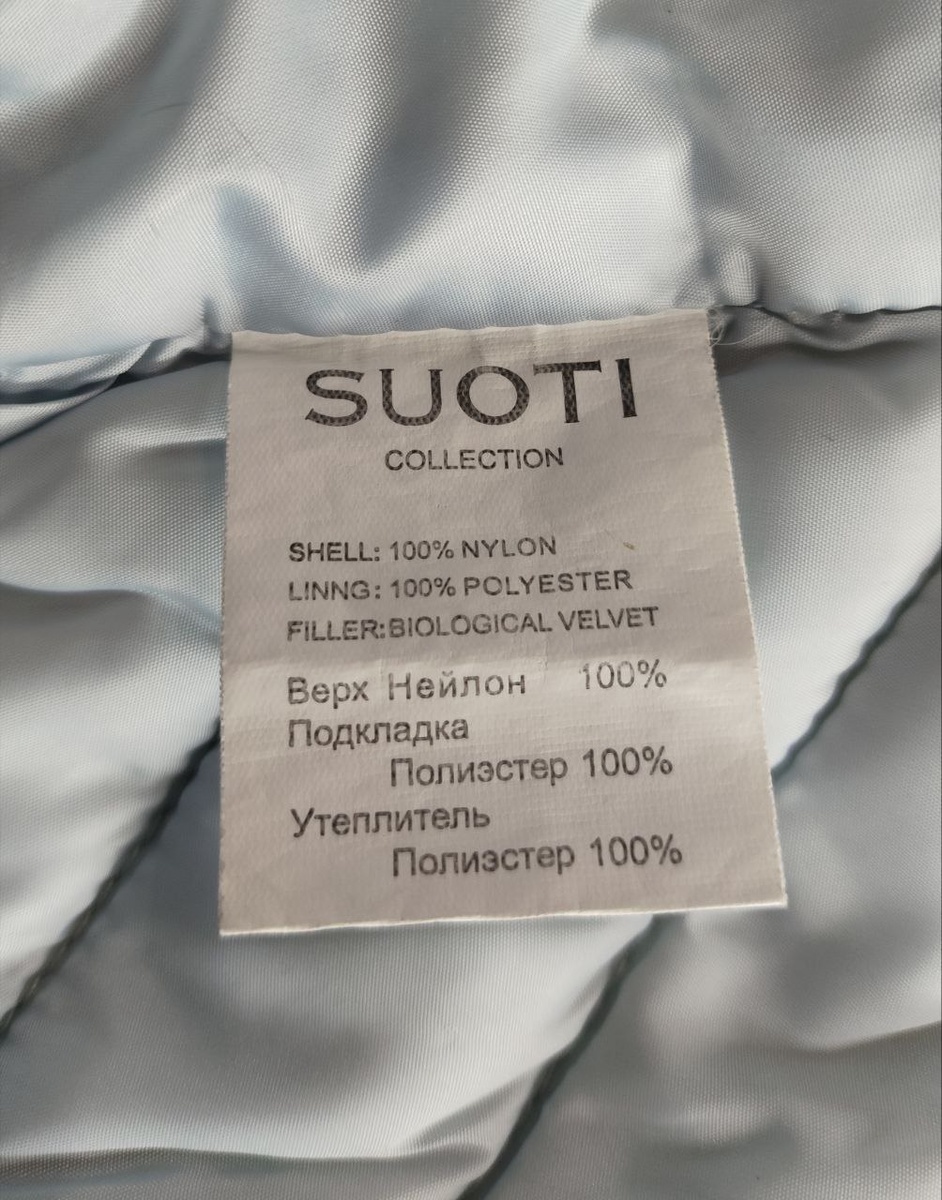 SUOTI
COLLECTION
SHELL: 100% NYLON
LINNG: 100% POLYESTER
FILLER:BIOLOGICAL VELVET
Верх Нейлон 100%
Подкладка
Полиэстер 100%
Утеплитель
Полиэстер 100%